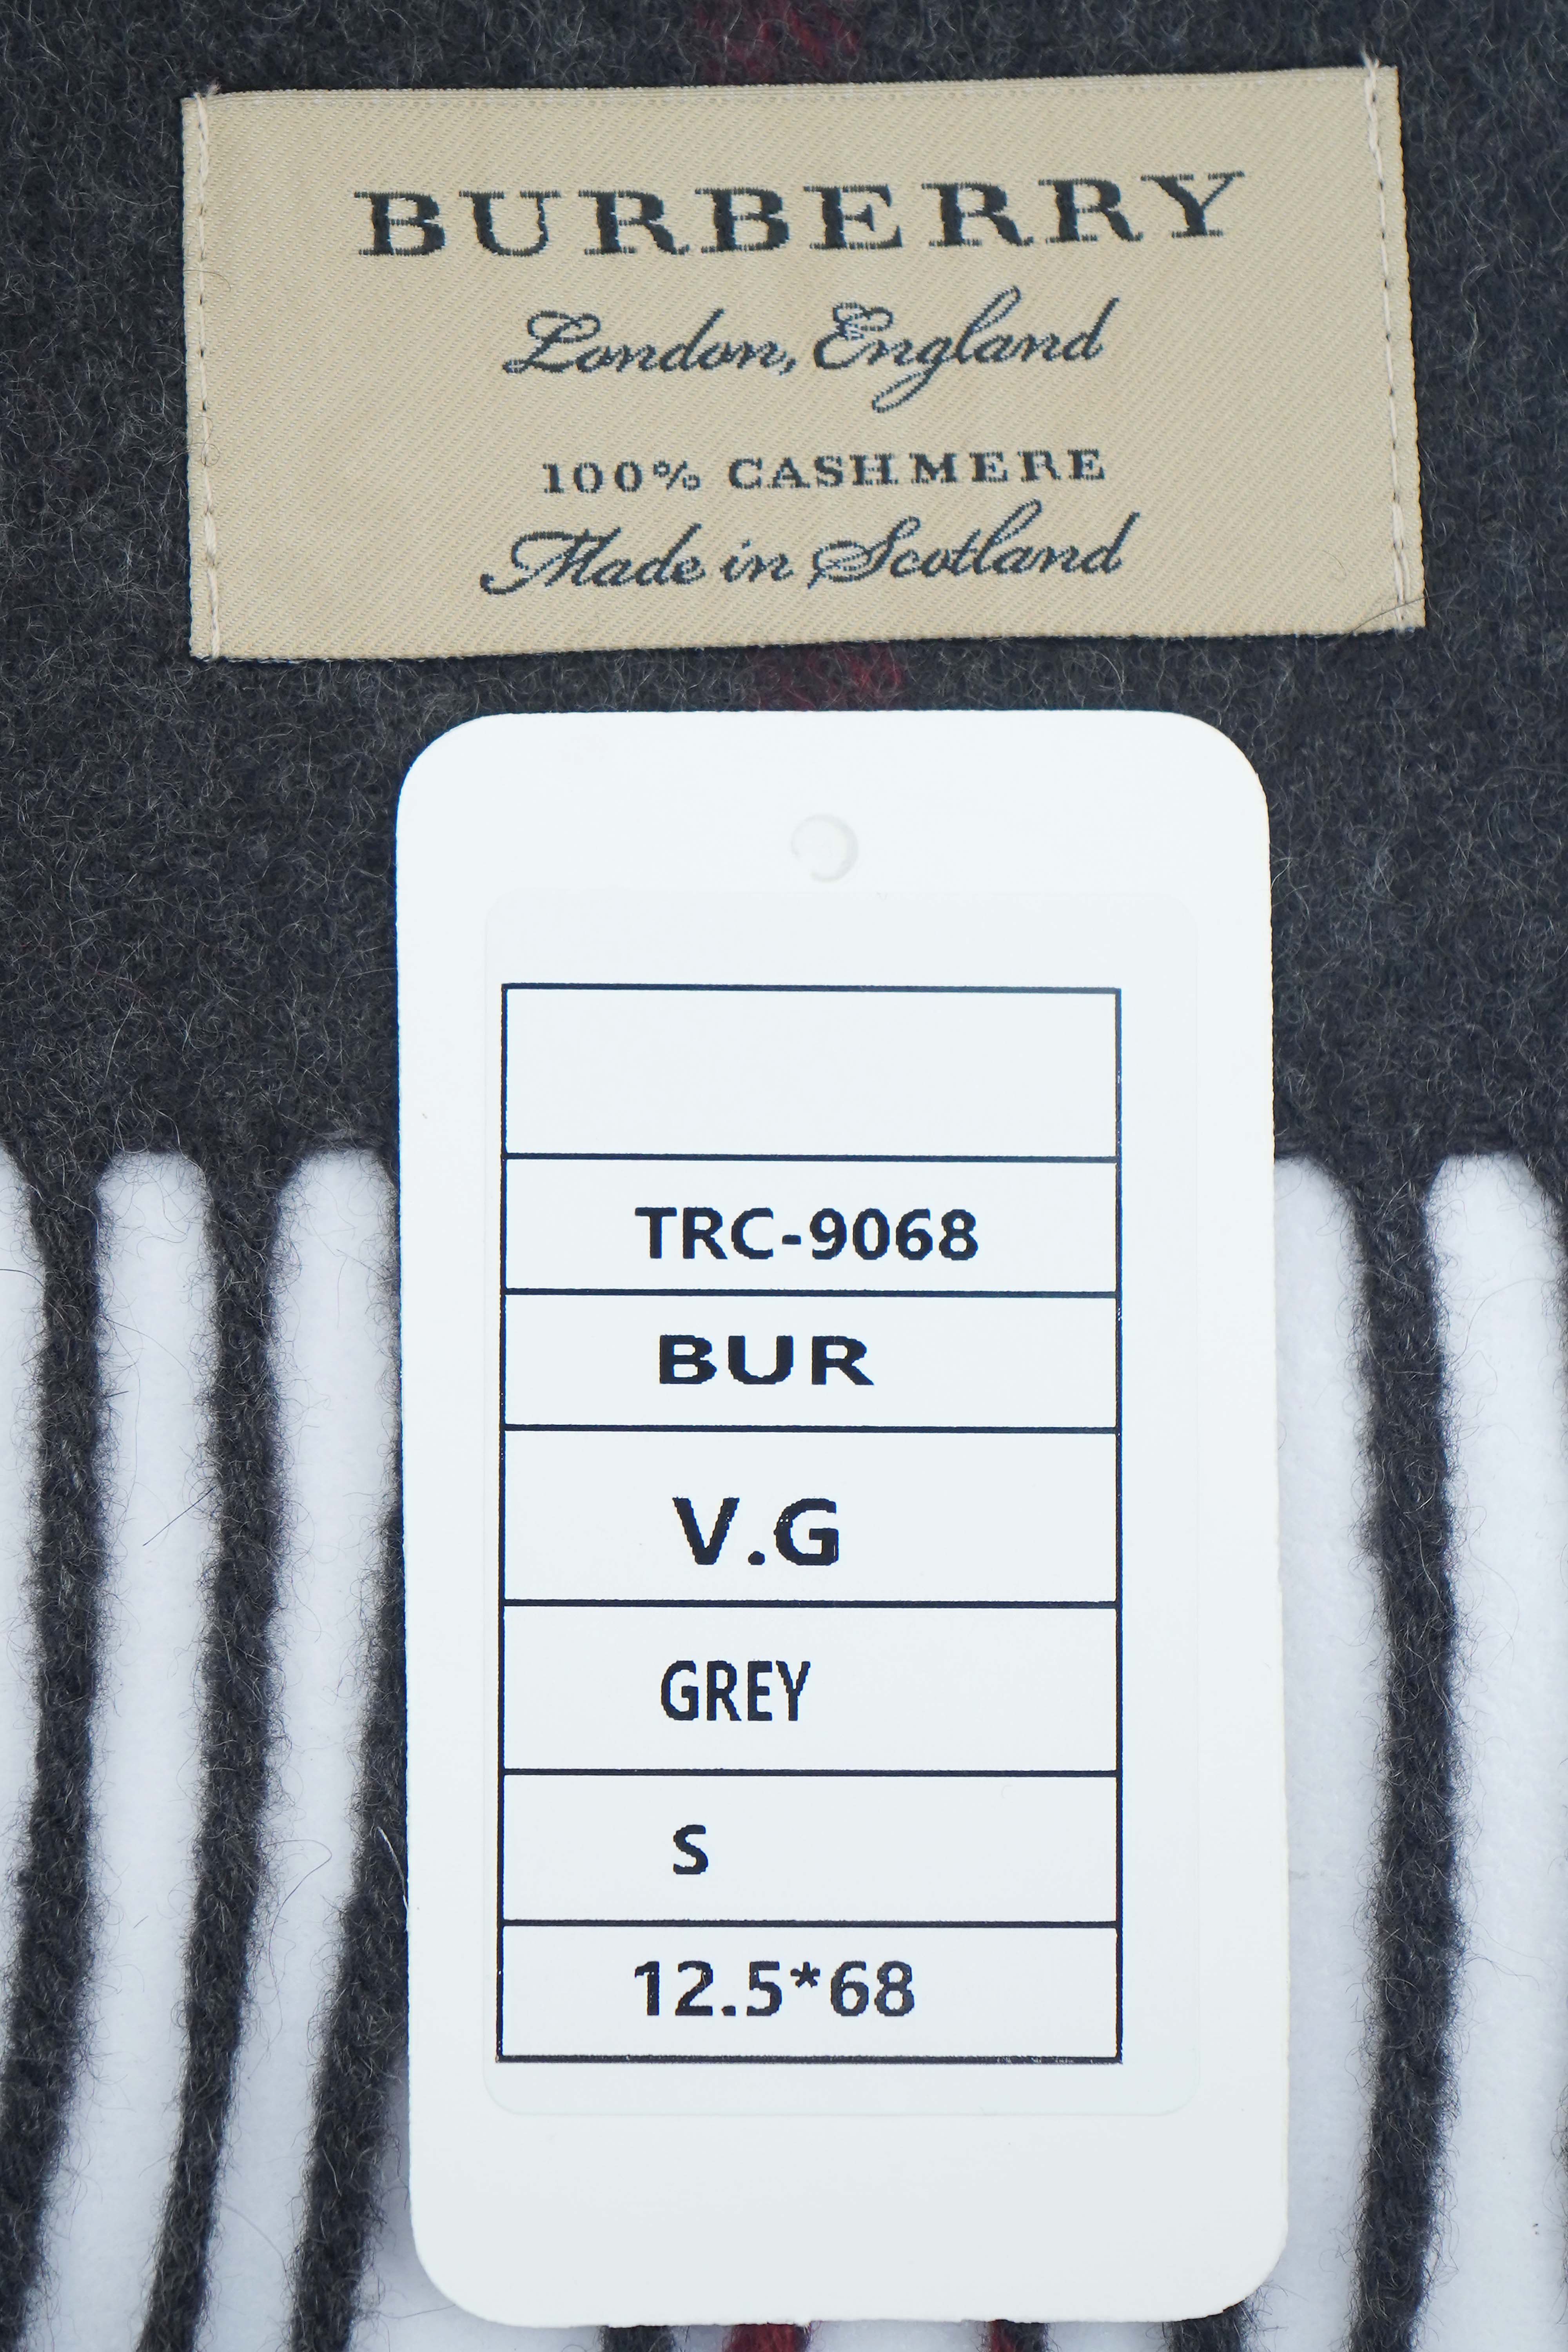 BURBERRY
London, England
100% CASHMERE
Made in Scotland
TRC-9068
BUR
V.G
GREY
S
12.5*68